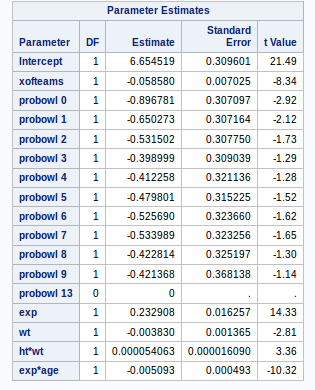 Parameter Estimates
Parameter DF Estimate Standard Error t Value
Intercept 1 6.654519 0.309601 21.49
xofteams 1 -0.058580 0.007025 -8.34
probowl 0 1 -0.896781 0.307097 -2.92
probowl 1 1 -0.650273 0.307164 -2.12
probowl 2 1 -0.531502 0.307750 -1.73
probowl 3 1 -0.398999 0.309039 -1.29
probowl 4 1 -0.412258 0.321136 -1.28
probowl 5 1 -0.479801 0.315225 -1.52
probowl 6 1 -0.525690 0.323660 -1.62
probowl 7 1 -0.533989 0.323256 -1.65
probowl 8 1 -0.422814 0.325197 -1.30
probowl 9 1 -0.421368 0.368138 -1.14
probowl 13 0 0 . .
exp 1 0.232908 0.016257 14.33
wt 1 -0.003830 0.001365 -2.81
ht*wt 1 0.000054063 0.000016090 3.36
exp*age 1 -0.005093 0.000493 -10.32